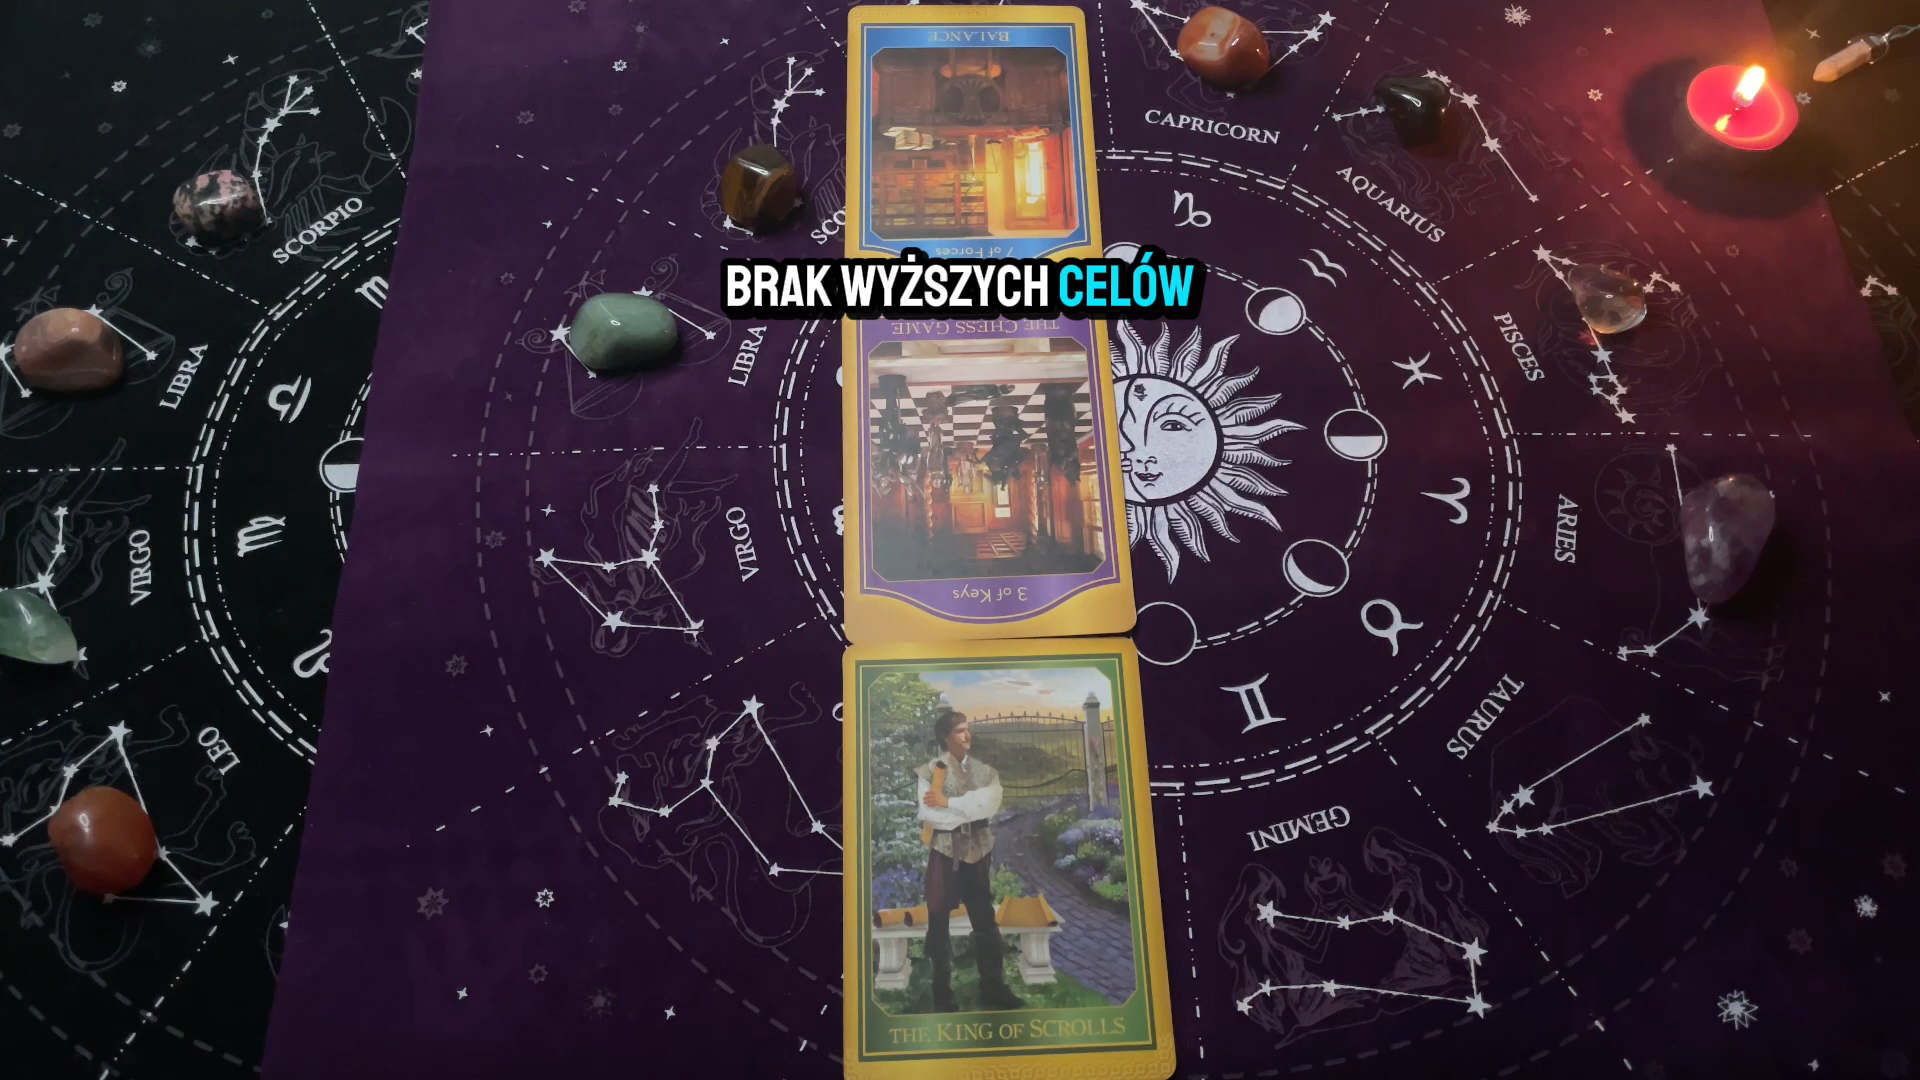 BALANCE
7 of Forces
BRAK WYŻSZYCH CELÓW
THE CHESS GAME
3 of Keys
THE KING OF SCROLLS
CAPRICORN
AQUARIUS
PISCES
ARIES
TAURUS
GEMINI
SCORPIO
LIBRA
VIRGO
LEO
SCO
LIBRA
VIRGO